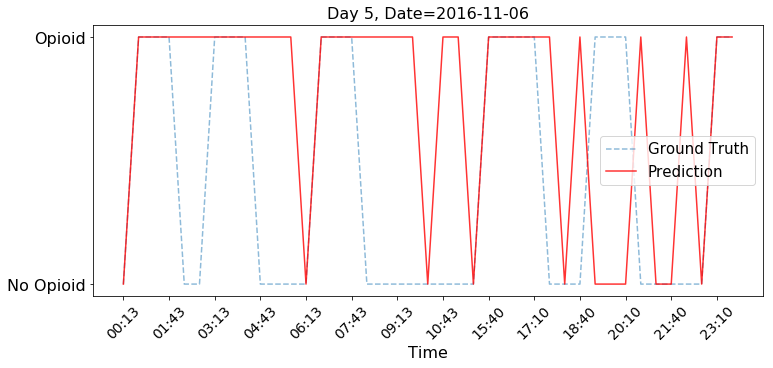 Day 5, Date=2016-11-06
Opioid
Ground Truth
Prediction
No Opioid
00:13 01:43 03:13 04:43 06:13 07:43 09:13 10:43 15:40 17:10 18:40 20:10 21:40 23:10
Time